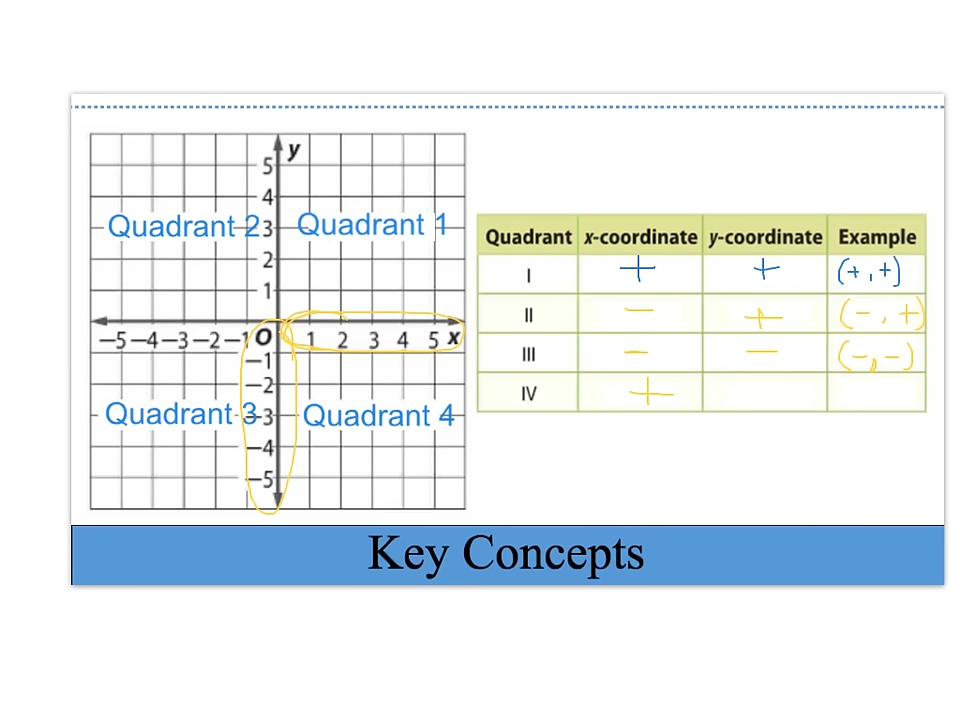 y
5
4
Quadrant 2 3 Quadrant 1
2
1
−5 −4 −3 −2 −1 O 1 2 3 4 5 x
−1
−2
Quadrant 3 −3 Quadrant 4
−4
−5
Quadrant x-coordinate y-coordinate Example
I + + (+,+)
II − + (−,+)
III − − (−,−)
IV +
Key Concepts